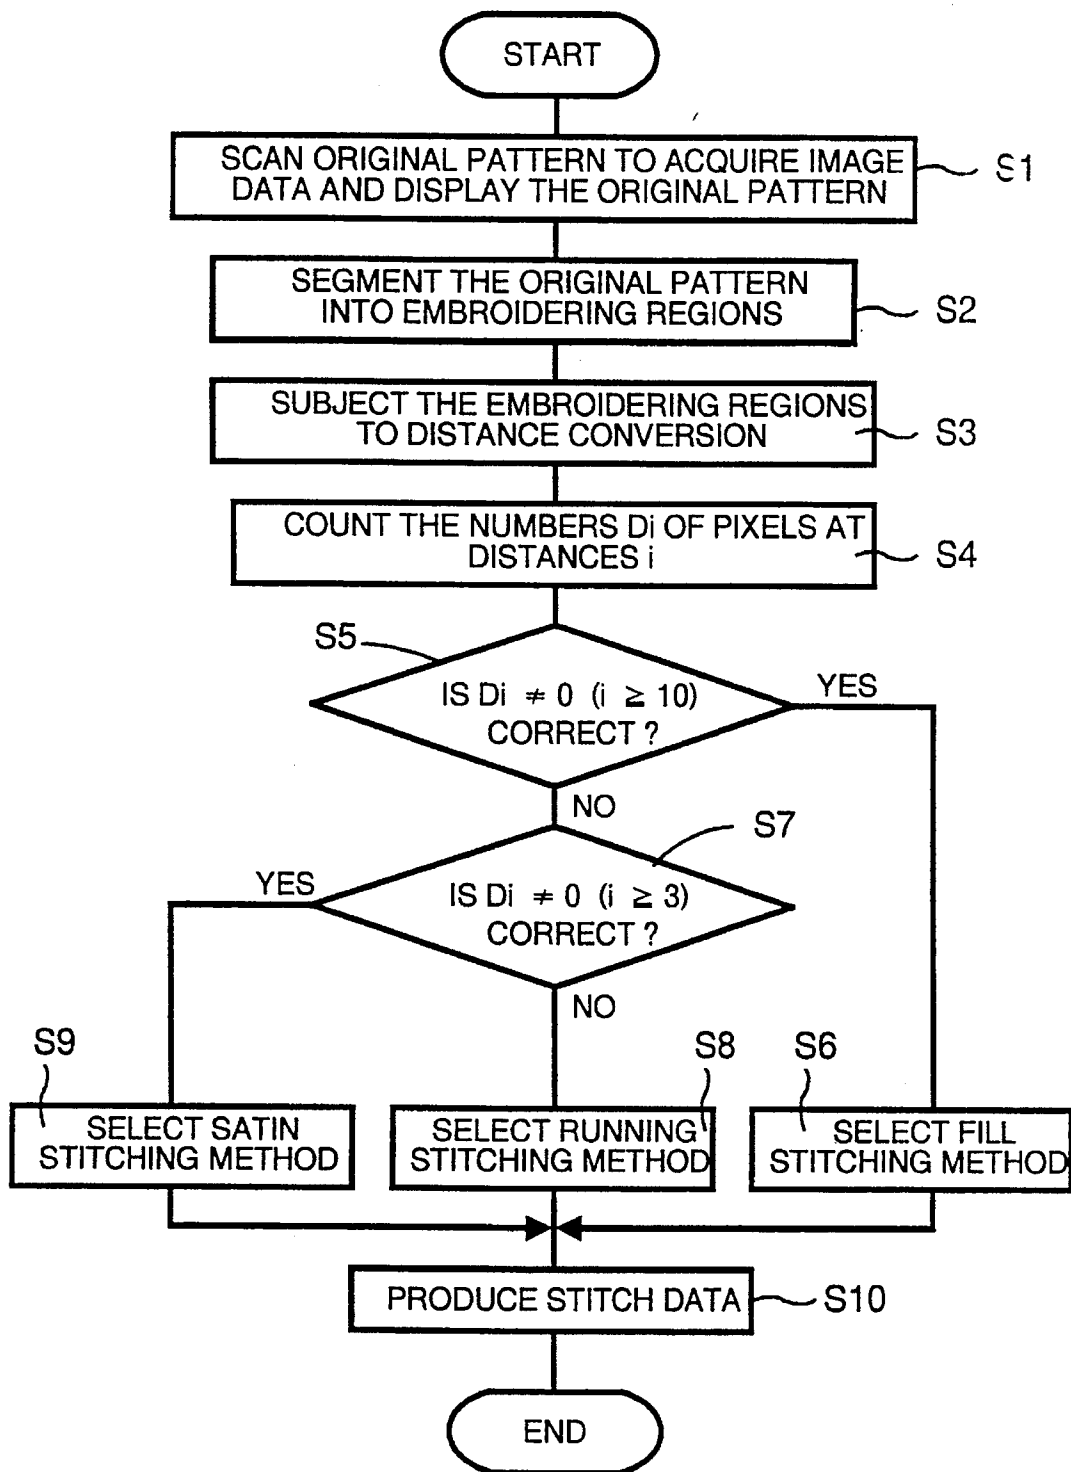 START
SCAN ORIGINAL PATTERN TO ACQUIRE IMAGE
DATA AND DISPLAY THE ORIGINAL PATTERN
S1
SEGMENT THE ORIGINAL PATTERN
INTO EMBROIDERING REGIONS
S2
SUBJECT THE EMBROIDERING REGIONS
TO DISTANCE CONVERSION
S3
COUNT THE NUMBERS Di OF PIXELS AT
DISTANCES i
S4
S5
IS Di ≠ 0 (i ≥ 10)
CORRECT ?
YES
NO
S7
IS Di ≠ 0 (i ≥ 3)
CORRECT ?
YES
NO
S9
SELECT SATIN
STITCHING METHOD
S8
SELECT RUNNING
STITCHING METHOD
S6
SELECT FILL
STITCHING METHOD
PRODUCE STITCH DATA
S10
END